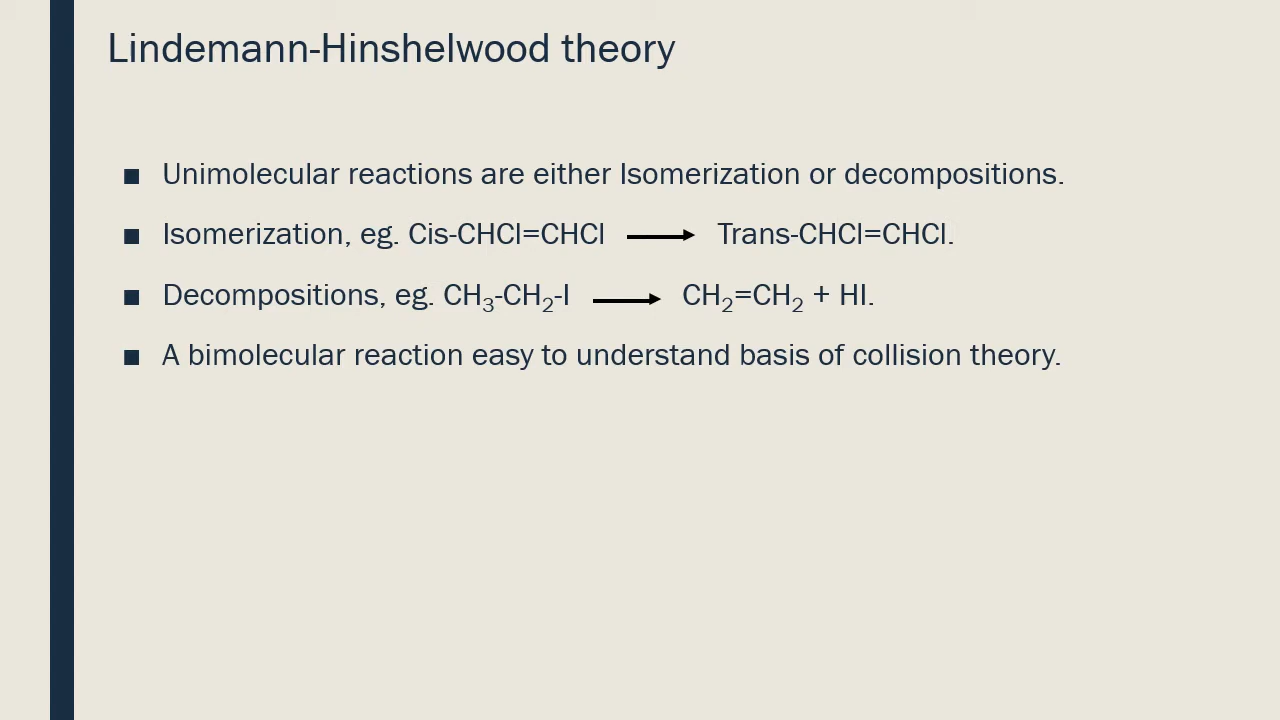 Lindemann-Hinshelwood theory
■ Unimolecular reactions are either Isomerization or decompositions.
■ Isomerization, eg. Cis-CHCl=CHCl ⟶ Trans-CHCl=CHCl.
■ Decompositions, eg. CH₃-CH₂-I ⟶ CH₂=CH₂ + HI.
■ A bimolecular reaction easy to understand basis of collision theory.